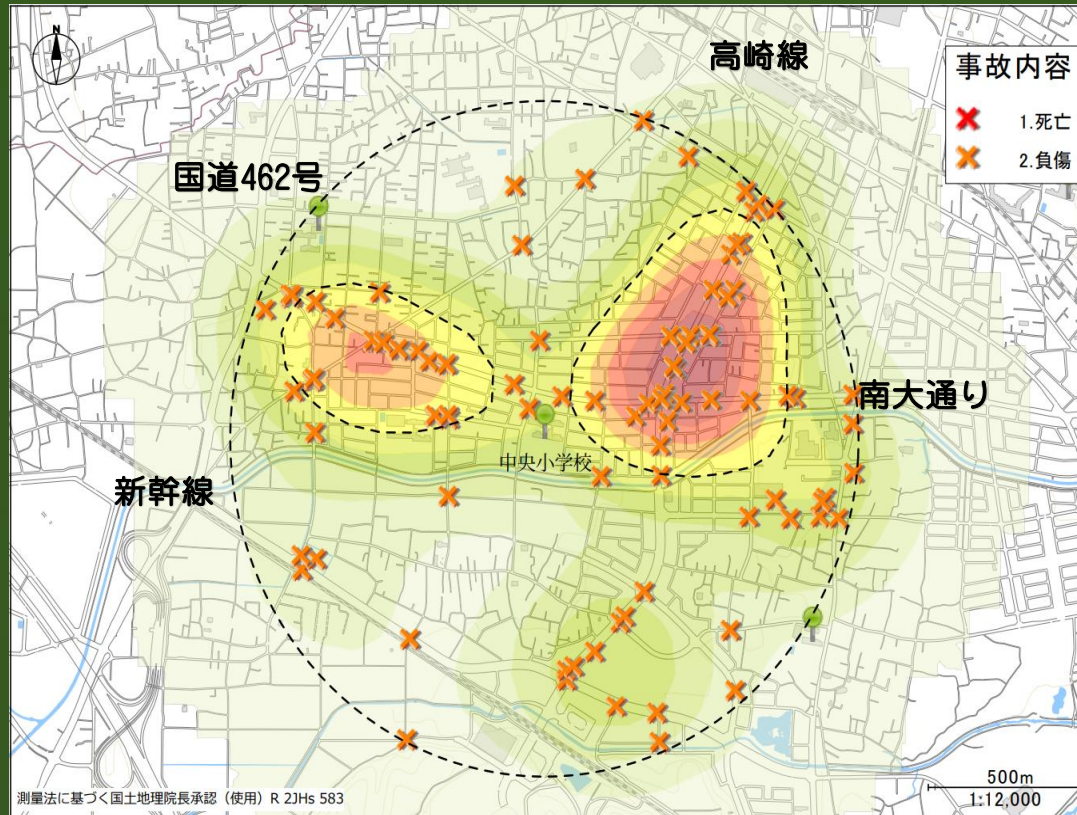 N
高崎線
事故内容
1.死亡
2.負傷
国道462号
南大通り
中央小学校
新幹線
500m
1:12,000
測量法に基づく国土地理院長承認（使用）R 2JHs 583